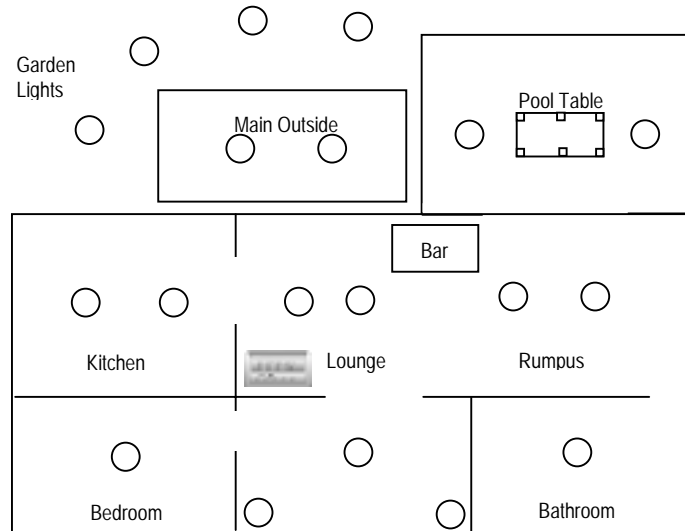 Garden
Lights
Pool Table
Main Outside
Bar
Kitchen
Lounge
Rumpus
Bedroom
Bathroom